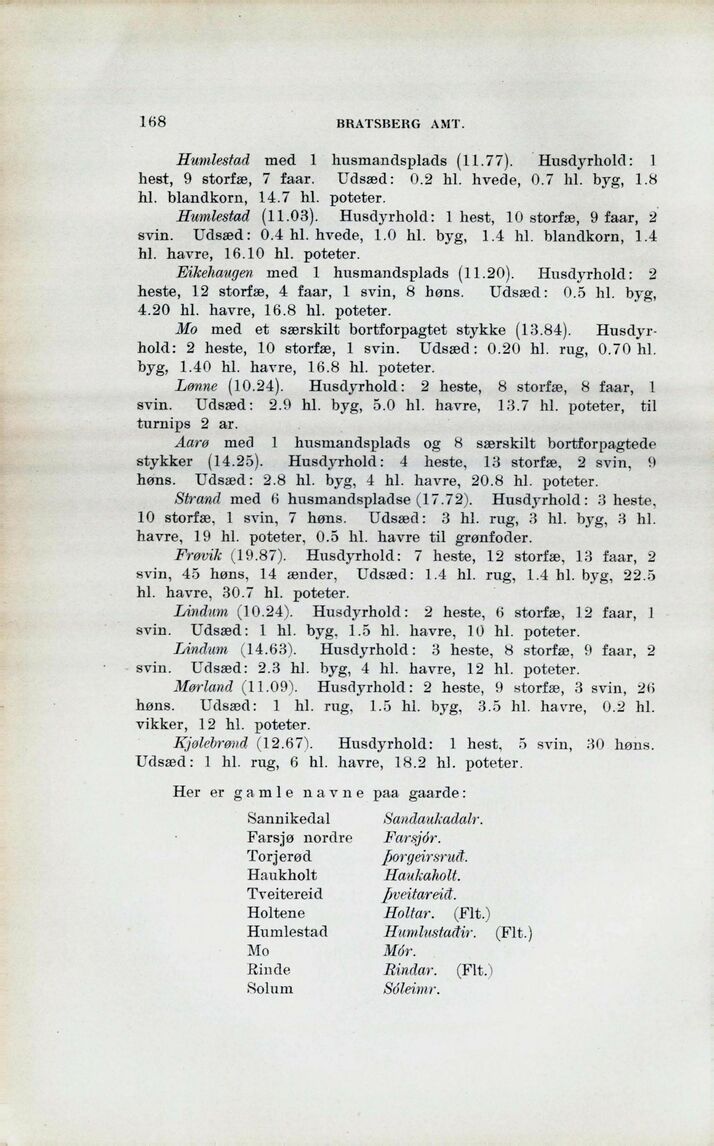 168 BRATSBERG AMT.
Humlestad med 1 husmandsplads (11.77). Husdyrhold: 1
hest, 9 storfæ, 7 faar. Udsæd: 0.2 hl. hvede, 0.7 hl. byg, 1.8
hl. blandkorn, 14.7 hl. poteter.
Humlestad (11.03). Husdyrhold: 1 hest, 10 storfæ, 9 faar, 2
svin. Udsæd: 0.4 hl. hvede, 1.0 hl. byg, 1.4 hl. blandkorn, 1.4
hl. havre, 16.10 hl. poteter.
Eikehaugen med 1 husmandsplads (11.20). Husdyrhold: 2
heste, 12 storfæ, 4 faar, 1 svin, 8 høns. Udsæd: 0.5 hl. byg,
4.20 hl. havre, 16.8 hl. poteter.
Mo med et særskilt bortforpagtet stykke (13.84). Husdyr-
hold: 2 heste, 10 storfæ, 1 svin. Udsæd: 0.20 hl. rug, 0.70 hl.
byg, 1.40 hl. havre, 16.8 hl. poteter.
Lønne (10.24). Husdyrhold: 2 heste, 8 storfæ, 8 faar, 1
svin. Udsæd: 2.9 hl. byg, 5.0 hl. havre, 13.7 hl. poteter, til
turnips 2 ar.
Aarø med 1 husmandsplads og 8 særskilt bortforpagtede
stykker (14.25). Husdyrhold: 4 heste, 13 storfæ, 2 svin, 9
høns. Udsæd: 2.8 hl. byg, 4 hl. havre, 20.8 hl. poteter.
Strand med 6 husmandspladse (17.72). Husdyrhold: 3 heste,
10 storfæ, 1 svin, 7 høns. Udsæd: 3 hl. rug, 3 hl. byg, 3 hl.
havre, 19 hl. poteter, 0.5 hl. havre til grønfoder.
Frøvik (19.87). Husdyrhold: 7 heste, 12 storfæ, 13 faar, 2
svin, 45 høns, 14 ænder, Udsæd: 1.4 hl. rug, 1.4 hl. byg, 22.5
hl. havre, 30.7 hl. poteter.
Lindum (10.24). Husdyrhold: 2 heste, 6 storfæ, 12 faar, 1
svin. Udsæd: 1 hl. byg, 1.5 hl. havre, 10 hl. poteter.
Lindum (14.63). Husdyrhold: 3 heste, 8 storfæ, 9 faar, 2
svin. Udsæd: 2.3 hl. byg, 4 hl. havre, 12 hl. poteter.
Mørland (11.09). Husdyrhold: 2 heste, 9 storfæ, 3 svin, 26
høns. Udsæd: 1 hl. rug, 1.5 hl. byg, 3.5 hl. havre, 0.2 hl.
vikker, 12 hl. poteter.
Kjølebrønd (12.67). Husdyrhold: 1 hest, 5 svin, 30 høns.
Udsæd: 1 hl. rug, 6 hl. havre, 18.2 hl. poteter.
Her er gamle navne paa gaarde:
Sannikedal Sandaukadalr.
Farsjø nordre Farsjór.
Torjerød Þorgeirsruð.
Haukholt Haukaholt.
Tveitereid Þveitareið.
Holtene Holtar. (Flt.)
Humlestad Humlustaðir. (Flt.)
Mo Mór.
Rinde Rindar. (Flt.)
Solum Sóleimr.